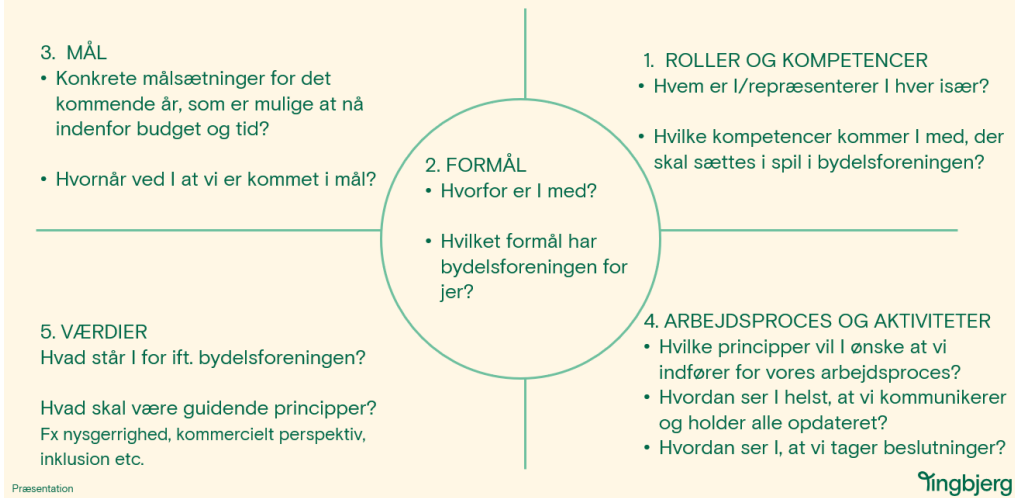 3. MÅL
• Konkrete målsætninger for det
kommende år, som er mulige at nå
indenfor budget og tid?
• Hvornår ved I at vi er kommet i mål?
1. ROLLER OG KOMPETENCER
• Hvem er I/repræsenterer I hver især?
• Hvilke kompetencer kommer I med, der
skal sættes i spil i bydelsforeningen?
2. FORMÅL
• Hvorfor er I med?
• Hvilket formål har
bydelsforeningen for
jer?
5. VÆRDIER
Hvad står I for ift. bydelsforeningen?
Hvad skal være guidende principper?
Fx nysgerrighed, kommercielt perspektiv,
inklusion etc.
4. ARBEJDSPROCES OG AKTIVITETER
• Hvilke principper vil I ønske at vi
indfører for vores arbejdsproces?
• Hvordan ser I helst, at vi kommunikerer
og holder alle opdateret?
• Hvordan ser I, at vi tager beslutninger?
Præsentation
Tingbjerg